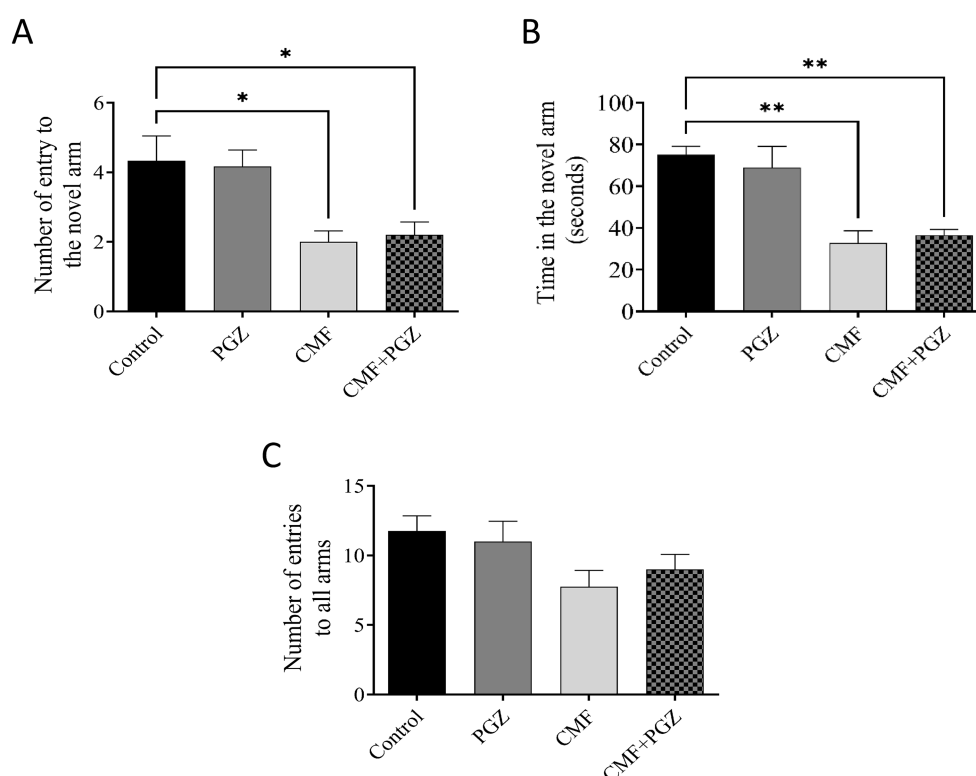 A
*
*
Number of entry to
the novel arm
6
4
2
0
Control
PGZ
CMF
CMF+PGZ
B
**
**
Time in the novel arm
(seconds)
100
80
60
40
20
0
Control
PGZ
CMF
CMF+PGZ
C
Number of entries
to all arms
15
10
5
0
Control
PGZ
CMF
CMF+PGZ